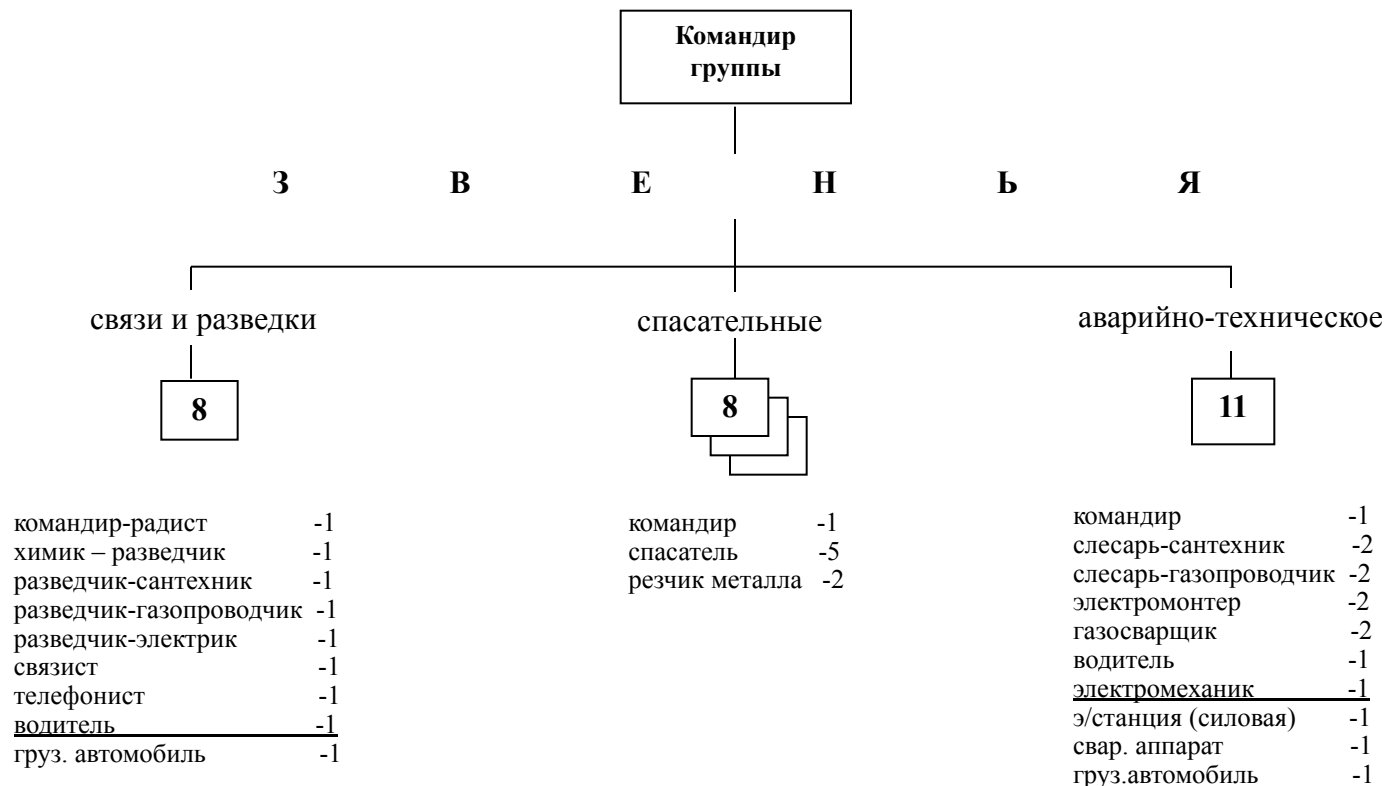 Командир
группы
З В Е Н Ь Я
связи и разведки
8
командир-радист -1
химик – разведчик -1
разведчик-сантехник -1
разведчик-газопроводчик -1
разведчик-электрик -1
связист -1
телефонист -1
водитель -1
груз. автомобиль -1
спасательные
8
командир -1
спасатель -5
резчик металла -2
аварийно-техническое
11
командир -1
слесарь-сантехник -2
слесарь-газопроводчик -2
электромонтер -2
газосварщик -2
водитель -1
электромеханик -1
э/станция (силовая) -1
свар. аппарат -1
груз.автомобиль -1